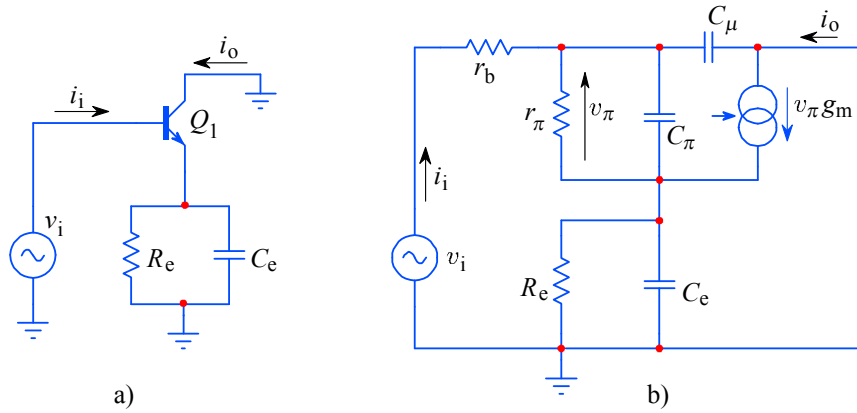 i_o
i_i
Q_1
v_i
R_e
C_e
a)
C_μ
i_o
r_b
r_π
v_π
C_π
v_π g_m
i_i
v_i
R_e
C_e
b)